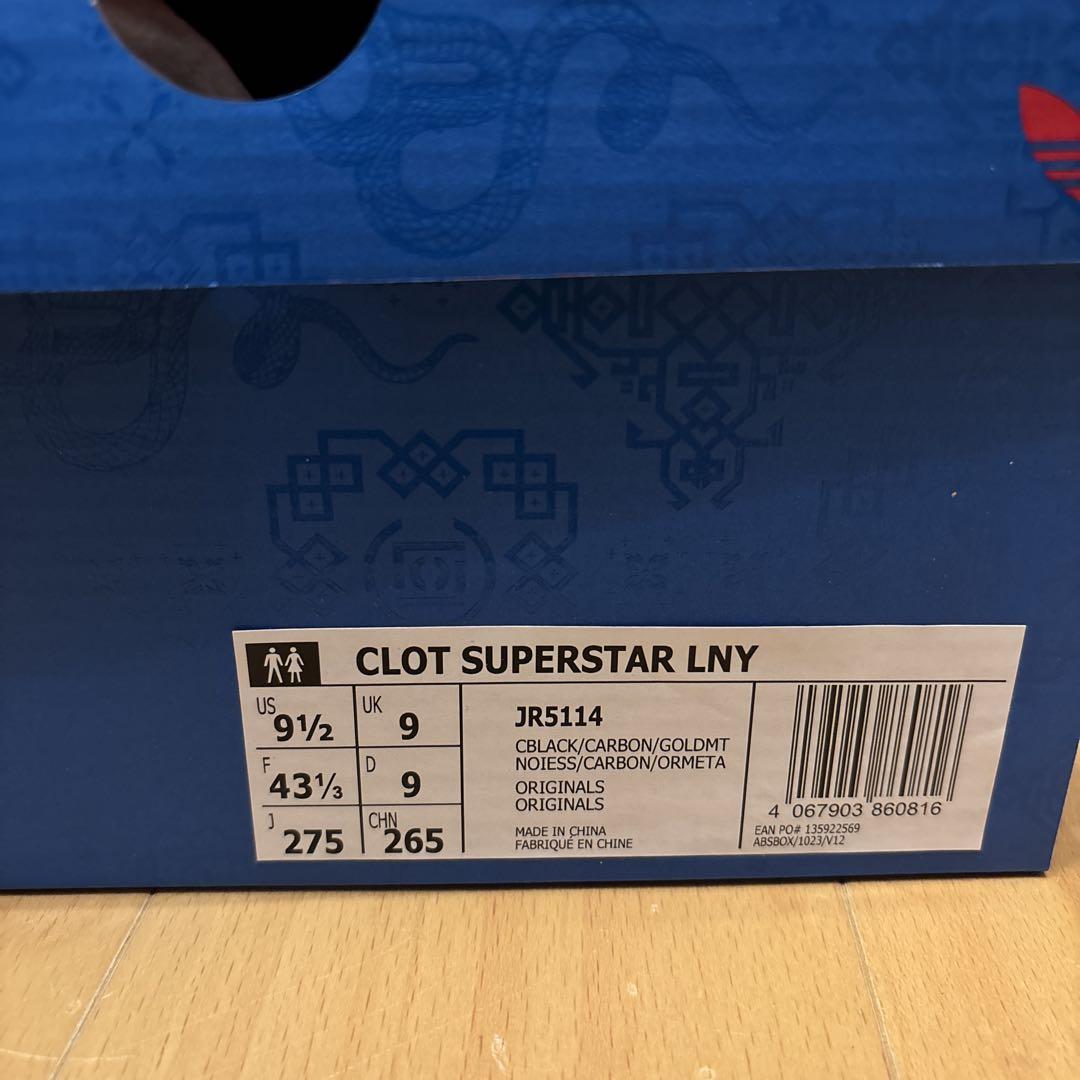 CLOT SUPERSTAR LNY
US 9½ UK 9
F 43⅓ D 9
J 275 CHN 265
JR5114
CBLACK/CARBON/GOLDMT
NOIESS/CARBON/ORMETA
ORIGINALS
ORIGINALS
MADE IN CHINA
FABRIQUÉ EN CHINE
4 067903 860816
EAN PO# 135922569
ABSBOX/1023/V12